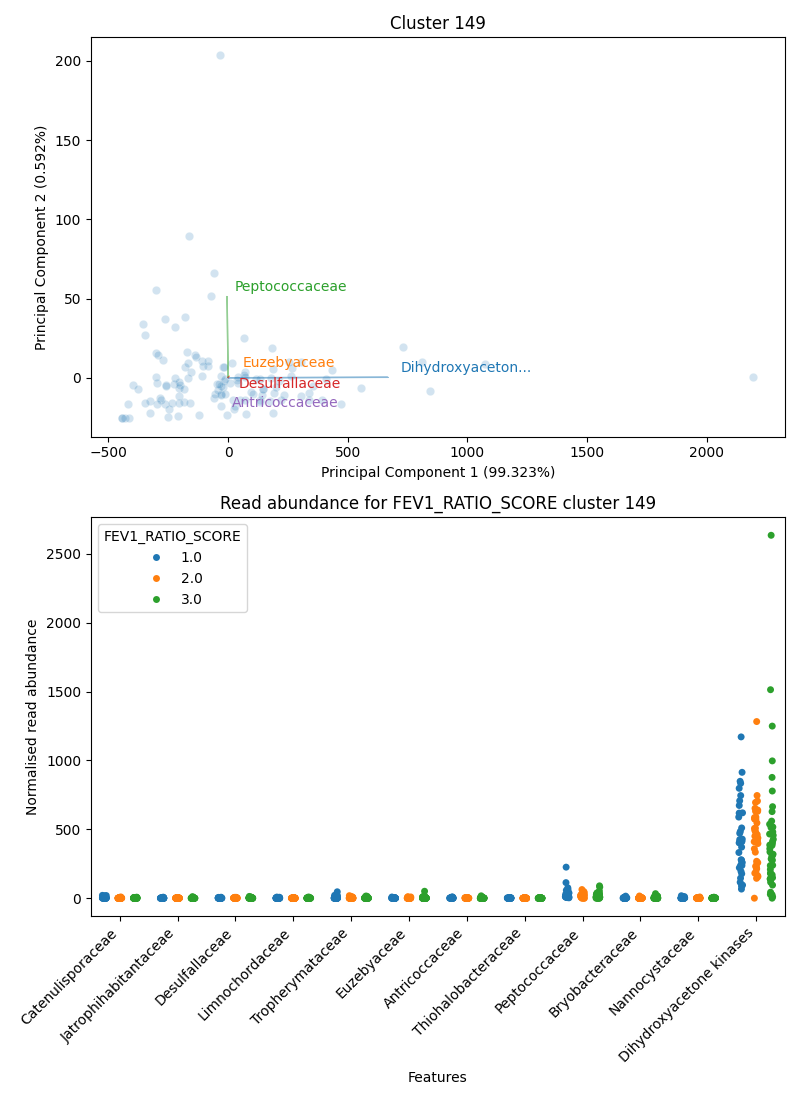 Cluster 149
200
150
100
50
0
Principal Component 2 (0.592%)
Peptococcaceae
Euzebyaceae
Dihydroxyaceton...
Desulfallaceae
Antricoccaceae
−500
0
500
1000
1500
2000
Principal Component 1 (99.323%)
Read abundance for FEV1_RATIO_SCORE cluster 149
FEV1_RATIO_SCORE
1.0
2.0
3.0
2500
2000
1500
1000
500
0
Normalised read abundance
Catenulisporaceae
Jatrophihabitantaceae
Desulfallaceae
Limnochordaceae
Tropherymataceae
Euzebyaceae
Antricoccaceae
Thiohalobacteraceae
Peptococcaceae
Bryobacteraceae
Nannocystaceae
Dihydroxyacetone kinases
Features